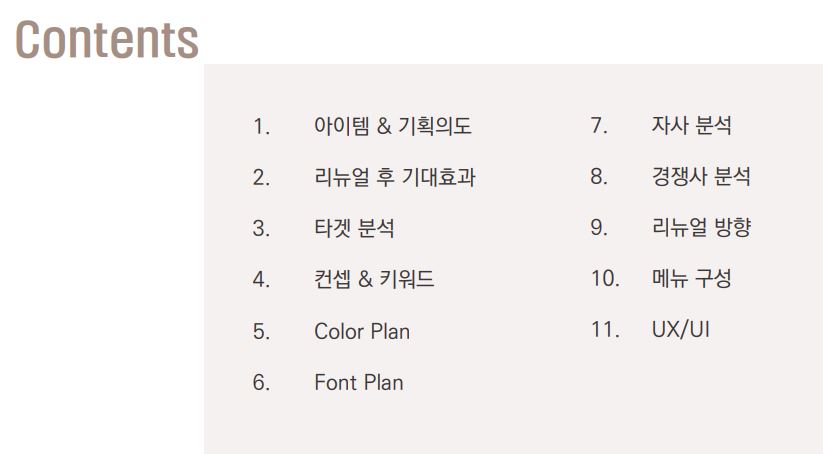 Contents
1. 아이템 & 기획의도
2. 리뉴얼 후 기대효과
3. 타겟 분석
4. 컨셉 & 키워드
5. Color Plan
6. Font Plan
7. 자사 분석
8. 경쟁사 분석
9. 리뉴얼 방향
10. 메뉴 구성
11. UX/UI